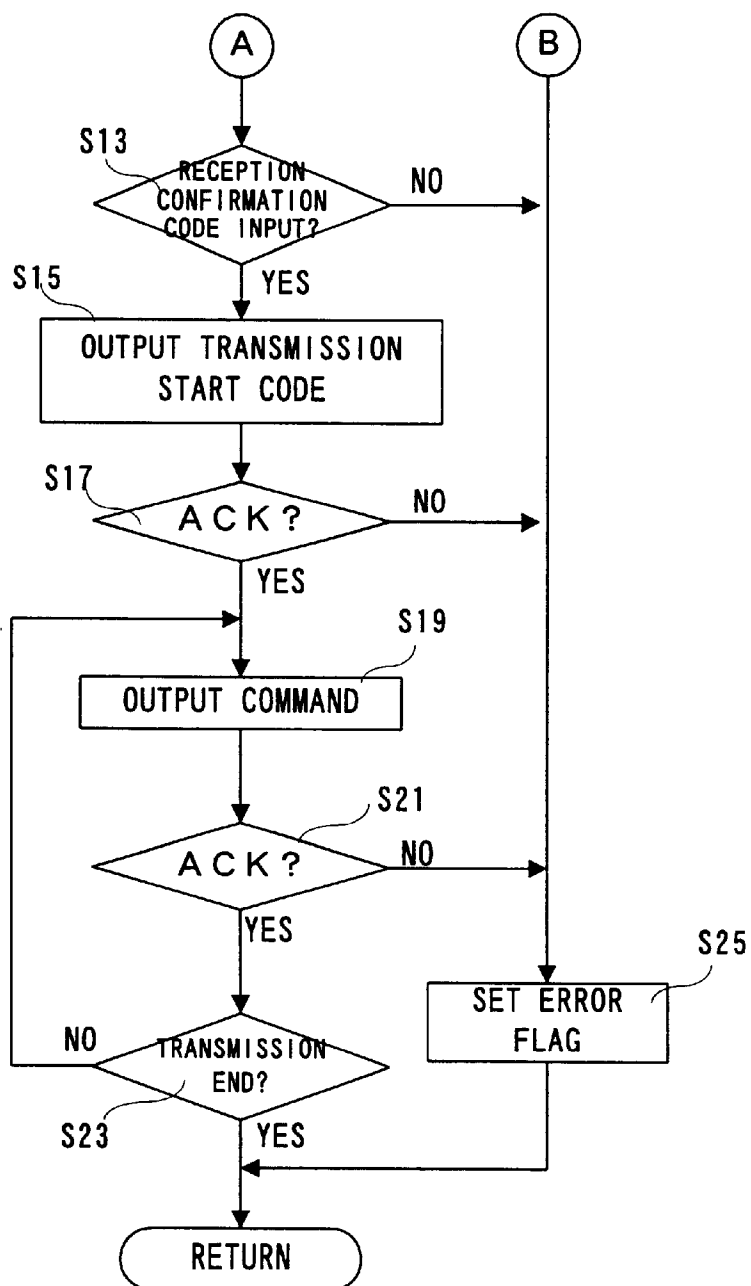 A
B
S13
RECEPTION
CONFIRMATION
CODE INPUT?
NO
YES
S15
OUTPUT TRANSMISSION
START CODE
S17
ACK?
NO
YES
S19
OUTPUT COMMAND
S21
ACK?
NO
YES
S25
SET ERROR
FLAG
NO
TRANSMISSION
END?
S23
YES
RETURN